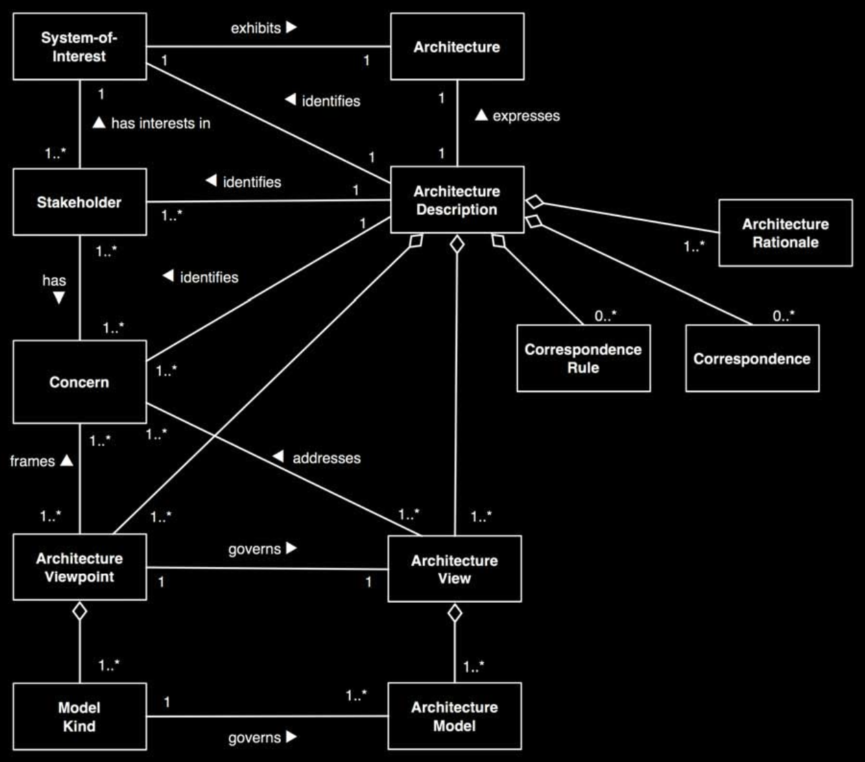 System-of-
Interest
exhibits ▶
Architecture
1
1
1
◀ identifies
1
▲ expresses
▲ has interests in
1..*
1
1
Stakeholder
◀ identifies
1
1..*
Architecture
Description
Architecture
Rationale
1..*
1..*
1
has
▼
◀ identifies
1..*
0..*
0..*
Correspondence
Rule
Correspondence
Concern
1..*
1..*
1..*
frames ▲
◀ addresses
1..*
1..*
1..*
1..*
Architecture
Viewpoint
governs ▶
Architecture
View
1
1
1..*
1..*
Model
Kind
1
1..*
Architecture
Model
governs ▶